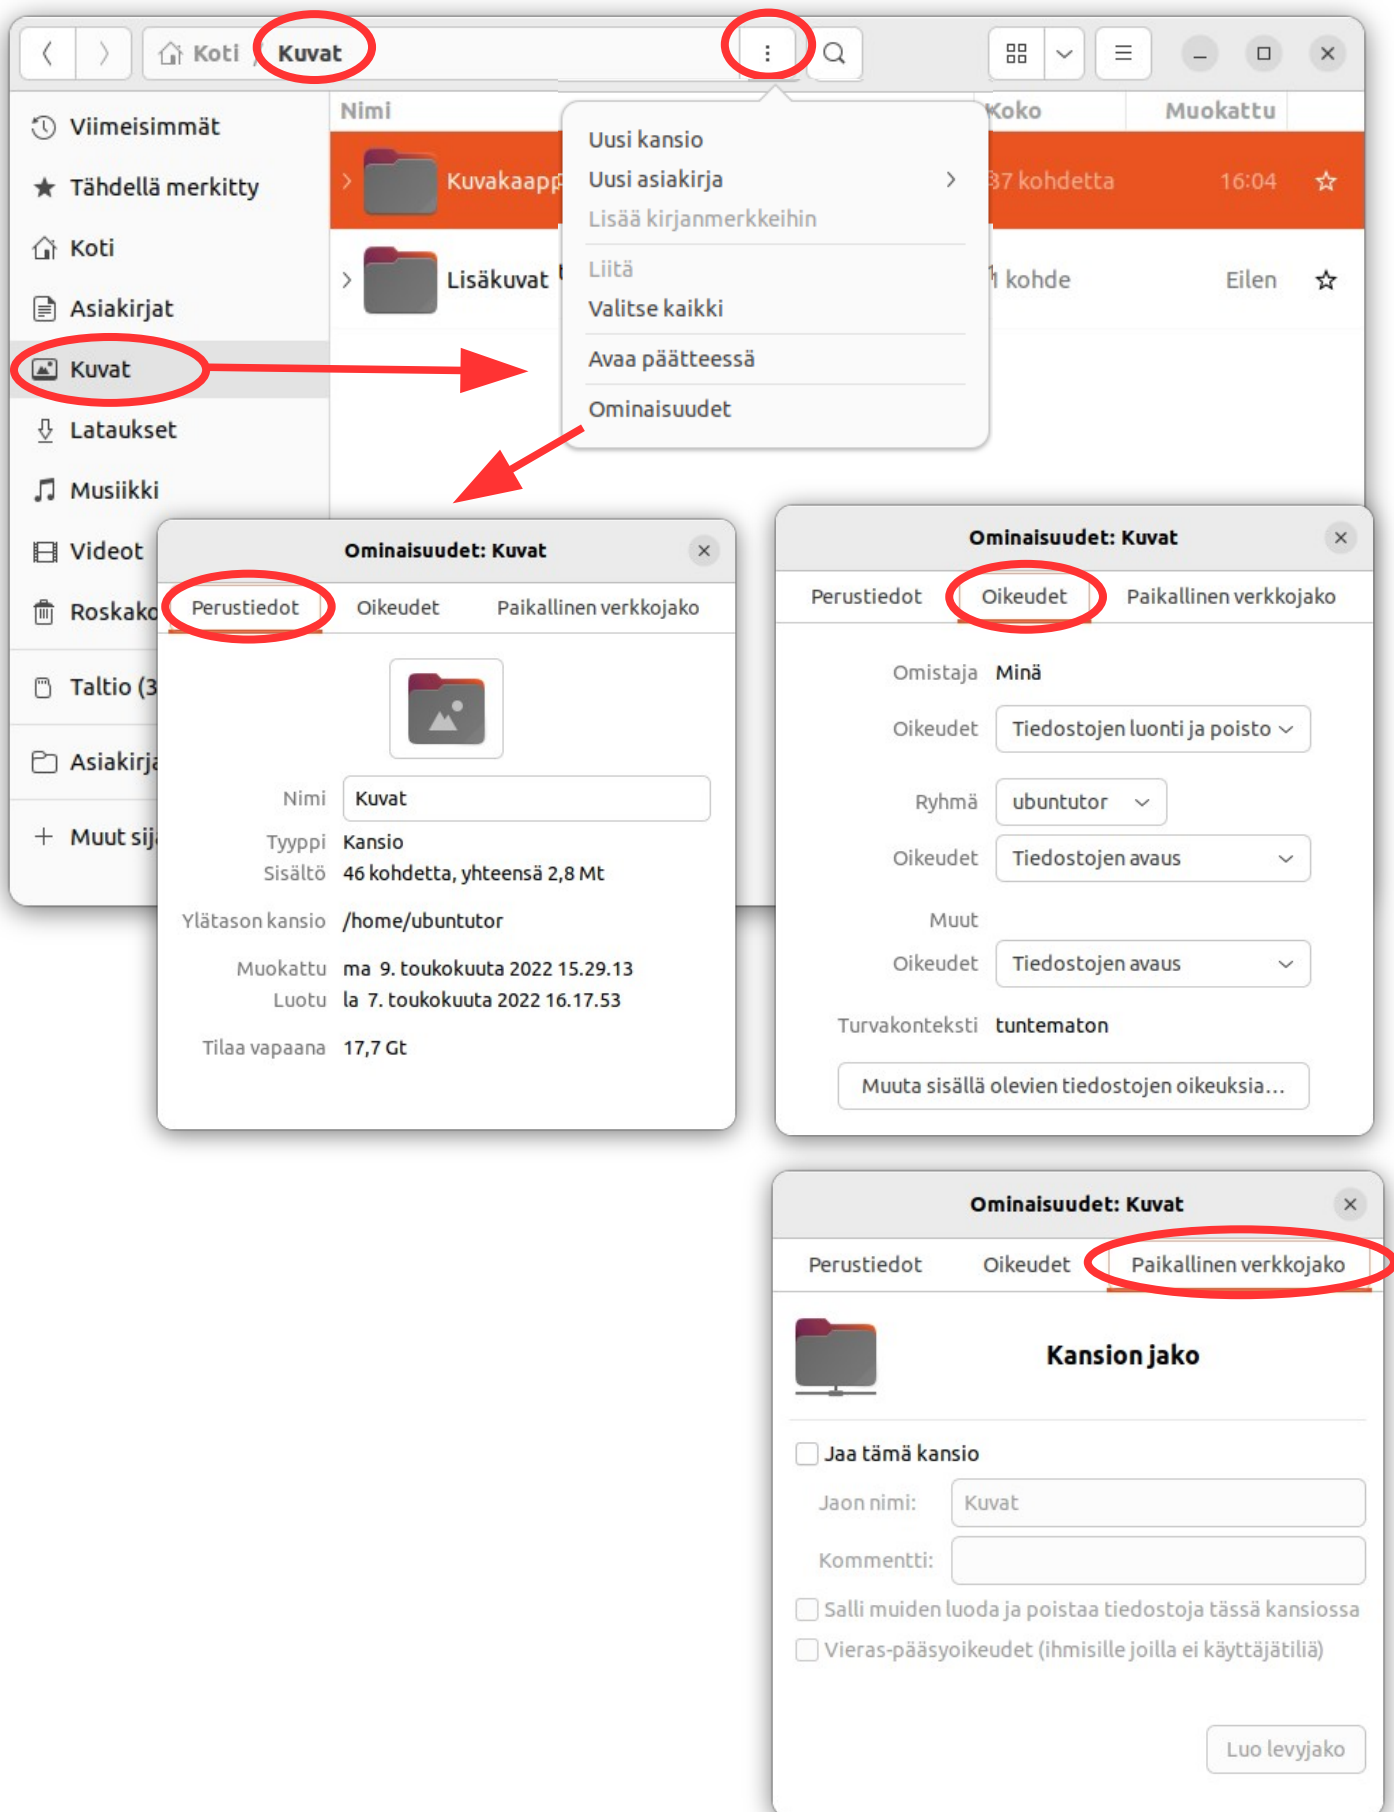 Koti / Kuvat
Nimi Koko Muokattu
Viimeisimmät
Tähdellä merkitty
Koti
Asiakirjat
Kuvat
Lataukset
Musiikki
Videot
Roskako
Taltio (3
Asiakirja
Muut sija
Kuvakaapp 37 kohdetta 16:04
Lisäkuvat 1 kohde Eilen
Uusi kansio
Uusi asiakirja
Lisää kirjanmerkkeihin
Liitä
Valitse kaikki
Avaa päätteessä
Ominaisuudet
Ominaisuudet: Kuvat
Perustiedot Oikeudet Paikallinen verkkojako
Nimi Kuvat
Tyyppi Kansio
Sisältö 46 kohdetta, yhteensä 2,8 Mt
Ylätason kansio /home/ubuntutor
Muokattu ma 9. toukokuuta 2022 15.29.13
Luotu la 7. toukokuuta 2022 16.17.53
Tilaa vapaana 17,7 Gt
Ominaisuudet: Kuvat
Perustiedot Oikeudet Paikallinen verkkojako
Omistaja Minä
Oikeudet Tiedostojen luonti ja poisto
Ryhmä ubuntutor
Oikeudet Tiedostojen avaus
Muut
Oikeudet Tiedostojen avaus
Turvakonteksti tuntematon
Muuta sisällä olevien tiedostojen oikeuksia…
Ominaisuudet: Kuvat
Perustiedot Oikeudet Paikallinen verkkojako
Kansion jako
Jaa tämä kansio
Jaon nimi: Kuvat
Kommentti:
Salli muiden luoda ja poistaa tiedostoja tässä kansiossa
Vieras-pääsyoikeudet (ihmisille joilla ei käyttäjätiliä)
Luo levyjako